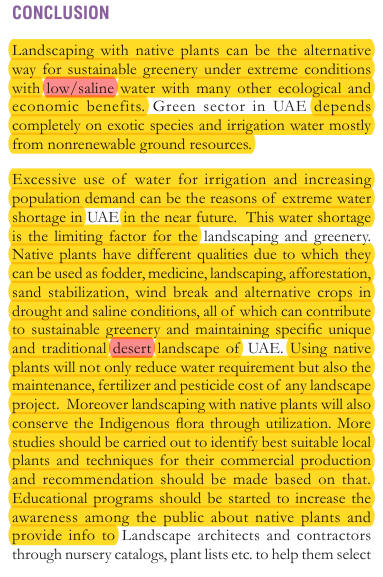 CONCLUSION
Landscaping with native plants can be the alternative
way for sustainable greenery under extreme conditions
with low/saline water with many other ecological and
economic benefits. Green sector in UAE depends
completely on exotic species and irrigation water mostly
from nonrenewable ground resources.
Excessive use of water for irrigation and increasing
population demand can be the reasons of extreme water
shortage in UAE in the near future. This water shortage
is the limiting factor for the landscaping and greenery.
Native plants have different qualities due to which they
can be used as fodder, medicine, landscaping, afforestation,
sand stabilization, wind break and alternative crops in
drought and saline conditions, all of which can contribute
to sustainable greenery and maintaining specific unique
and traditional desert landscape of UAE. Using native
plants will not only reduce water requirement but also the
maintenance, fertilizer and pesticide cost of any landscape
project. Moreover landscaping with native plants will also
conserve the Indigenous flora through utilization. More
studies should be carried out to identify best suitable local
plants and techniques for their commercial production
and recommendation should be made based on that.
Educational programs should be started to increase the
awareness among the public about native plants and
provide info to Landscape architects and contractors
through nursery catalogs, plant lists etc. to help them select